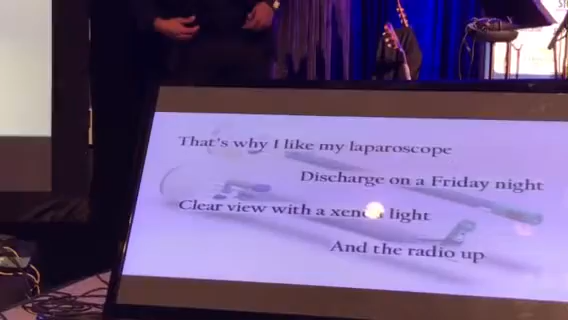 That's why I like my laparoscope
Discharge on a Friday night
Clear view with a xenon light
And the radio up